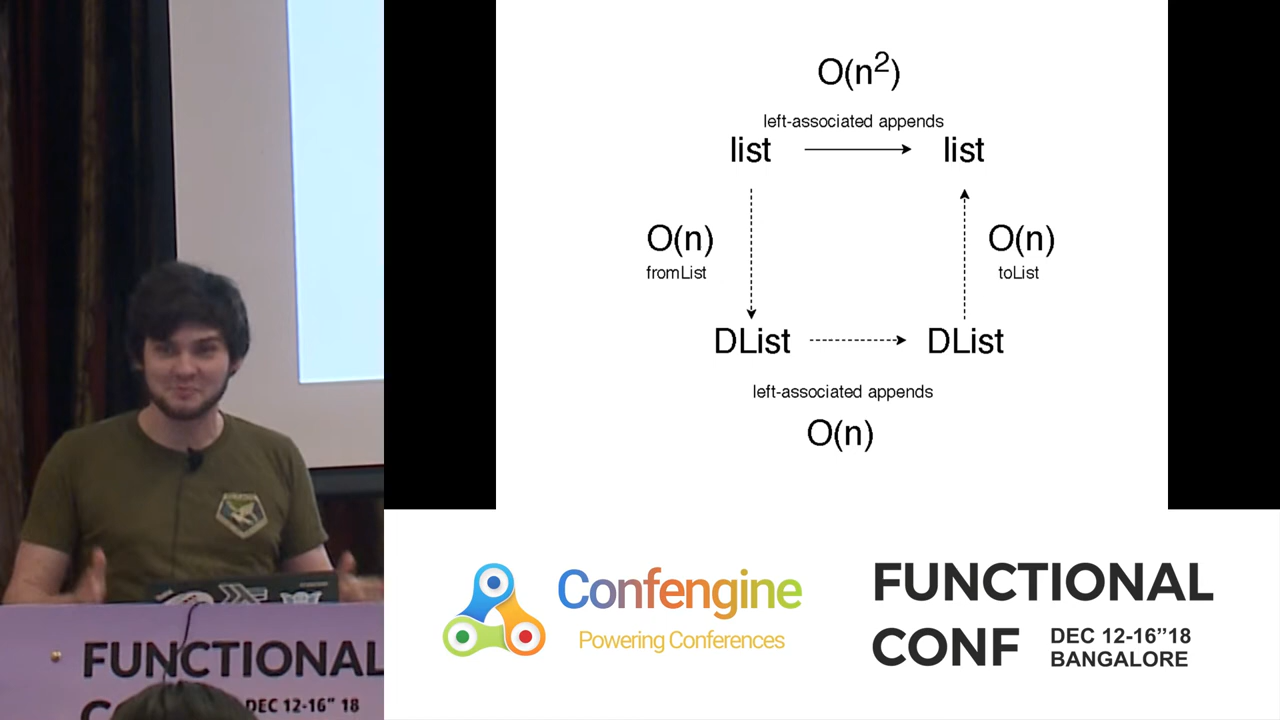 O(n²)
left-associated appends
list
list
O(n)
O(n)
fromList
toList
DList
DList
left-associated appends
O(n)
Confengine
Powering Conferences
FUNCTIONAL
CONF
DEC 12-16”18
BANGALORE
FUNCTIONAL
DEC 12-16" 18